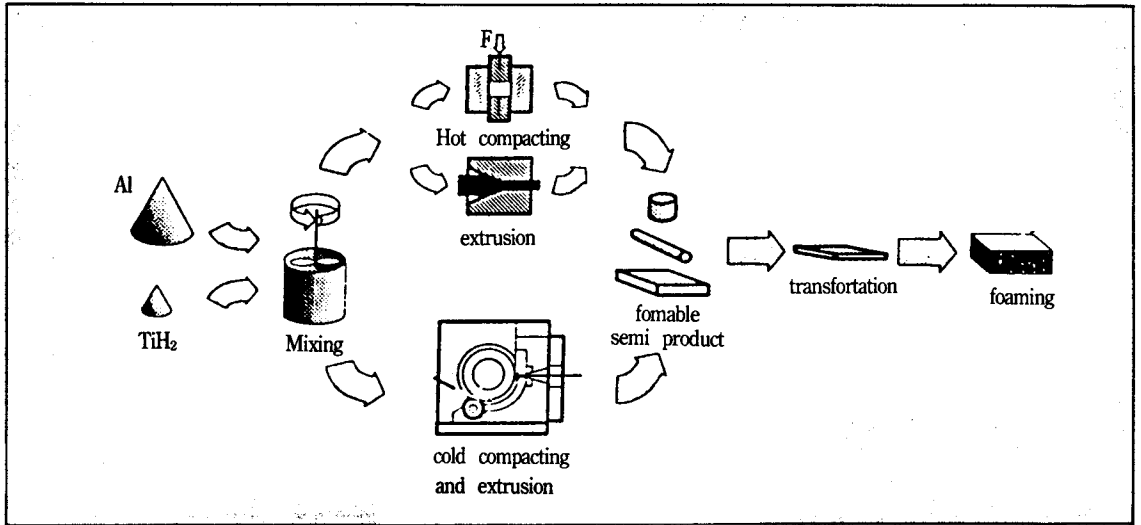 F
Hot compacting
Al
extrusion
TiH₂
Mixing
cold compacting
and extrusion
fomable
semi product
transfortation
foaming